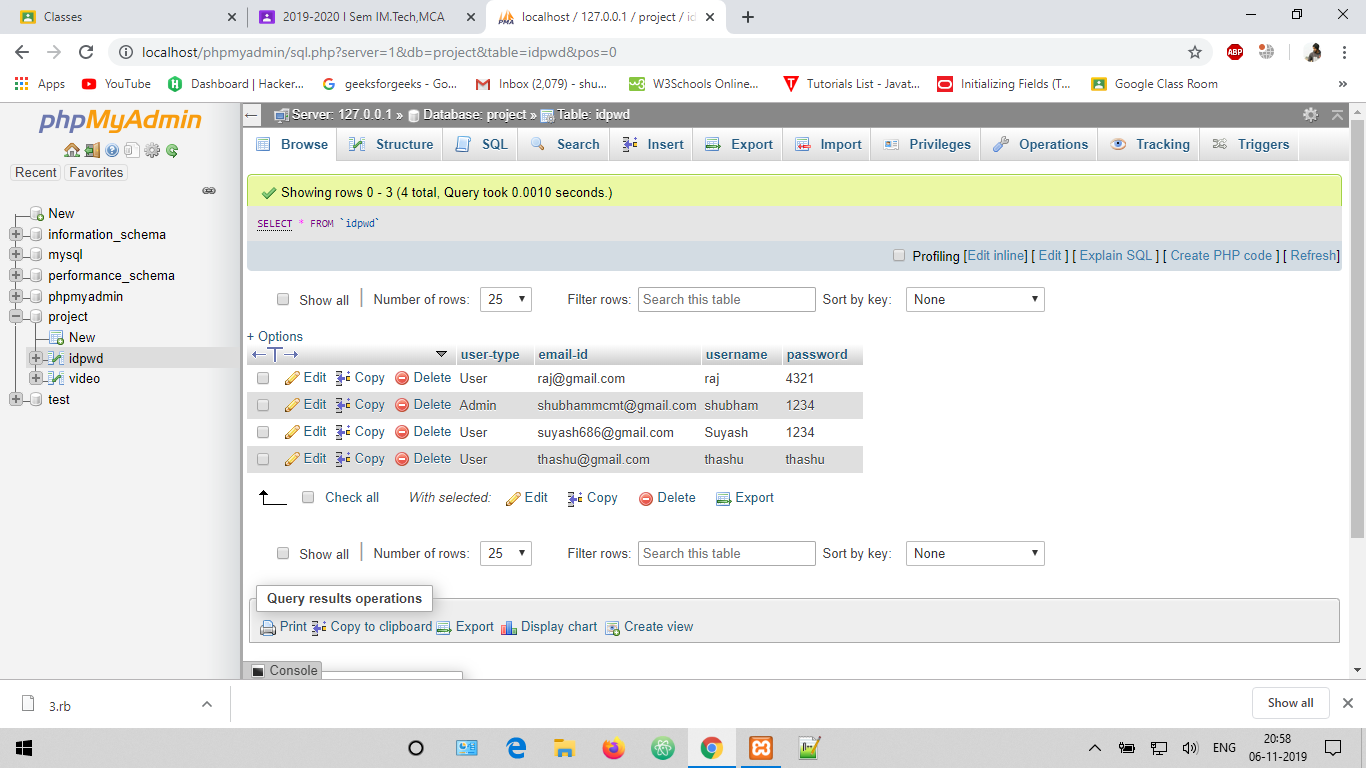 Classes
2019-2020 I Sem IM.Tech,MCA
localhost / 127.0.0.1 / project / id
localhost/phpmyadmin/sql.php?server=1&db=project&table=idpwd&pos=0
ABP
Apps YouTube Dashboard | Hacker... geeksforgeeks - Go... Inbox (2,079) - shu... W3Schools Online... Tutorials List - Javat... Initializing Fields (T... Google Class Room »
phpMyAdmin
Recent Favorites
New
information_schema
mysql
performance_schema
phpmyadmin
project
New
idpwd
video
test
Server: 127.0.0.1 » Database: project » Table: idpwd
Browse Structure SQL Search Insert Export Import Privileges Operations Tracking Triggers
Showing rows 0 - 3 (4 total, Query took 0.0010 seconds.)
SELECT * FROM `idpwd`
Profiling [Edit inline] [ Edit ] [ Explain SQL ] [ Create PHP code ] [ Refresh]
Show all | Number of rows: 25 Filter rows: Search this table Sort by key: None
+ Options
←T→ user-type email-id username password
Edit Copy Delete User raj@gmail.com raj 4321
Edit Copy Delete Admin shubhammcmt@gmail.com shubham 1234
Edit Copy Delete User suyash686@gmail.com Suyash 1234
Edit Copy Delete User thashu@gmail.com thashu thashu
Check all With selected: Edit Copy Delete Export
Show all | Number of rows: 25 Filter rows: Search this table Sort by key: None
Query results operations
Print Copy to clipboard Export Display chart Create view
Console
3.rb Show all
ENG 20:58
06-11-2019